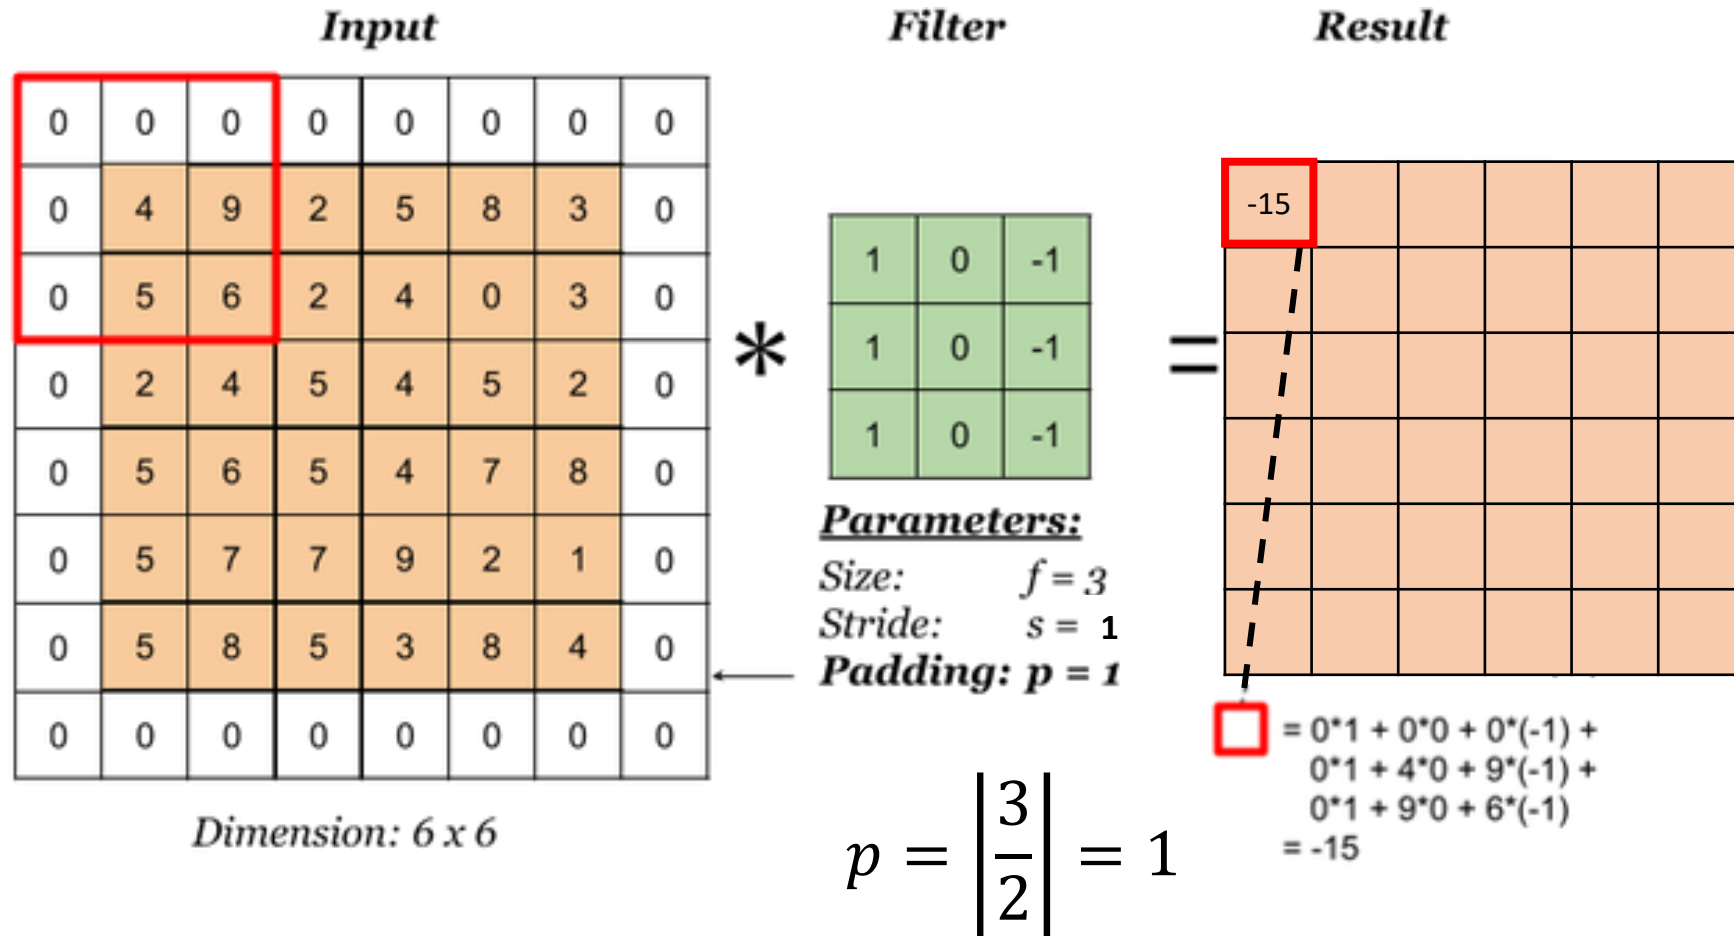 Input
Filter
Result
0 0 0 0 0 0 0 0
0 4 9 2 5 8 3 0
0 5 6 2 4 0 3 0
0 2 4 5 4 5 2 0
0 5 6 5 4 7 8 0
0 5 7 7 9 2 1 0
0 5 8 5 3 8 4 0
0 0 0 0 0 0 0 0
Dimension: 6 x 6
*
1 0 -1
1 0 -1
1 0 -1
Parameters:
Size: f = 3
Stride: s = 1
Padding: p = 1
p = |3/2| = 1
=
-15
= 0*1 + 0*0 + 0*(-1) +
0*1 + 4*0 + 9*(-1) +
0*1 + 9*0 + 6*(-1)
= -15